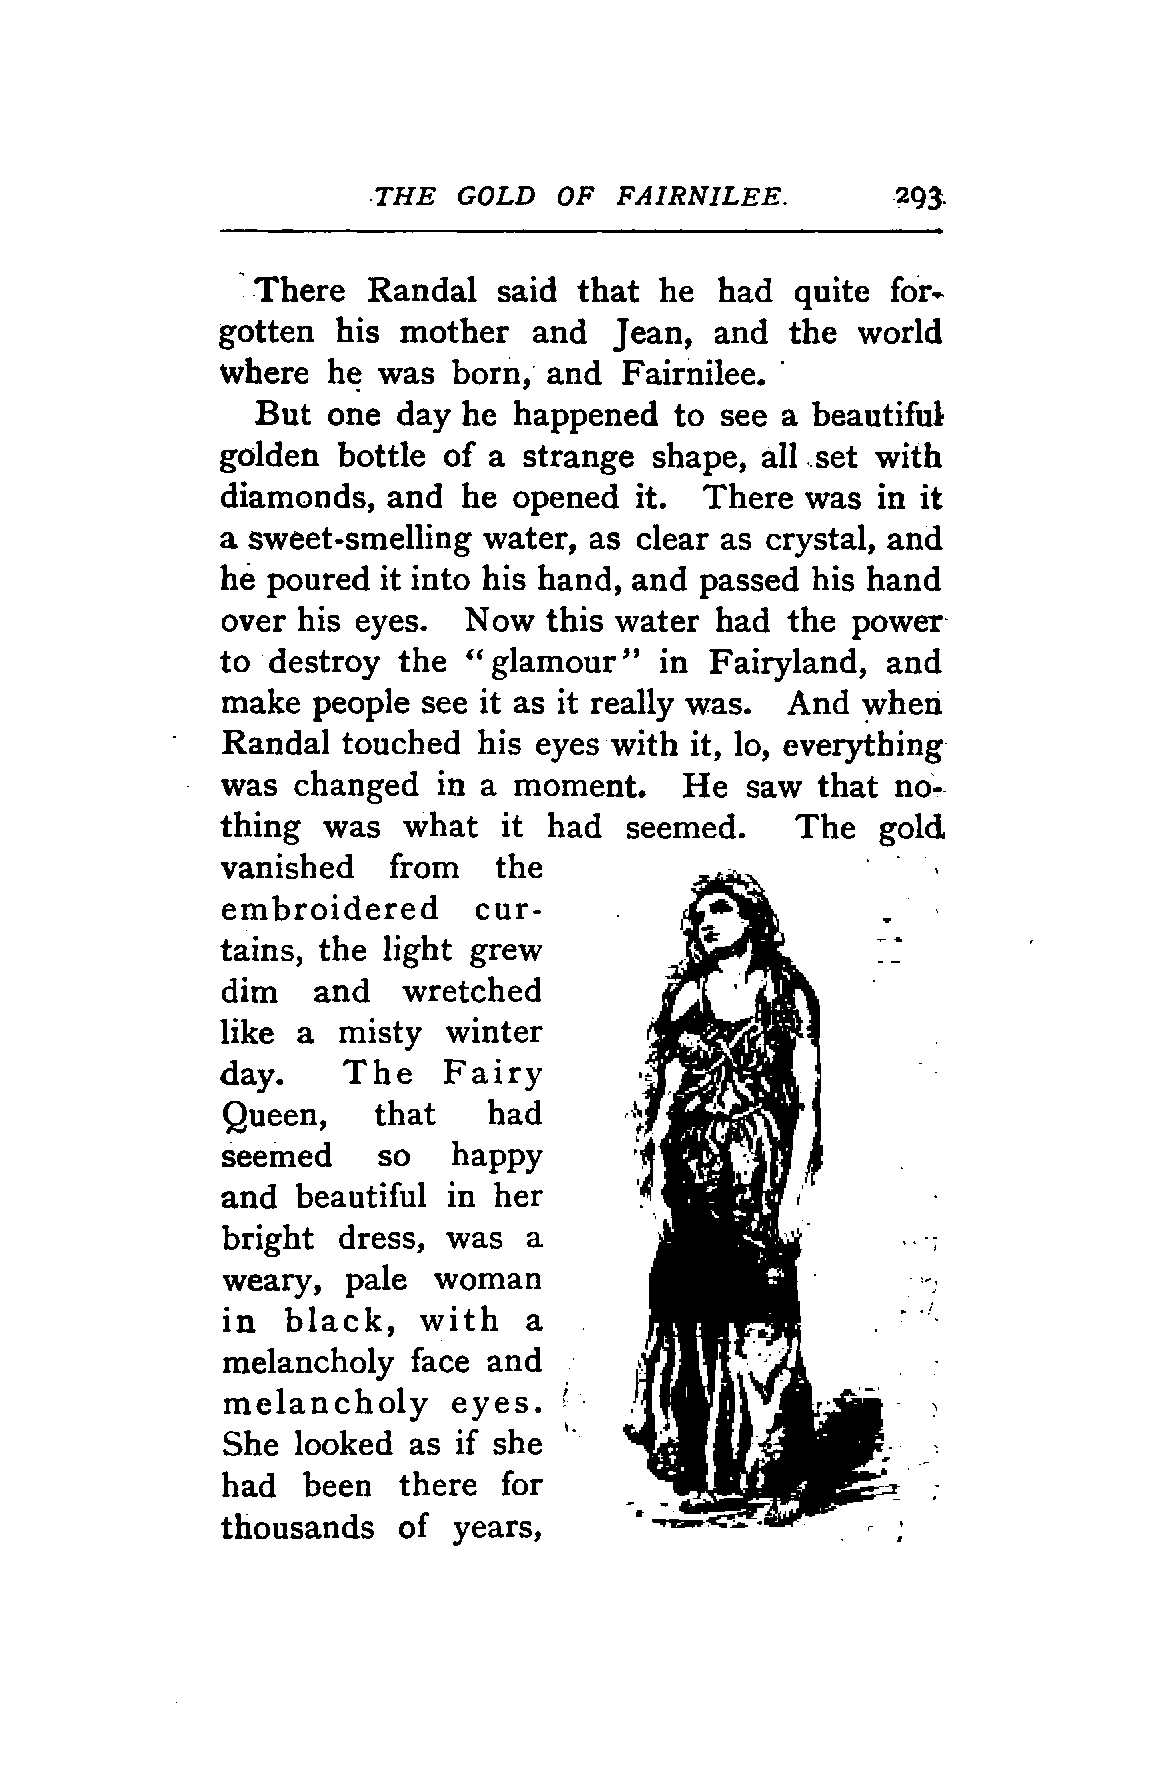 THE GOLD OF FAIRNILEE. 293
There Randal said that he had quite for-
gotten his mother and Jean, and the world
where he was born, and Fairnilee.
But one day he happened to see a beautiful
golden bottle of a strange shape, all set with
diamonds, and he opened it. There was in it
a sweet-smelling water, as clear as crystal, and
he poured it into his hand, and passed his hand
over his eyes. Now this water had the power
to destroy the “glamour” in Fairyland, and
make people see it as it really was. And when
Randal touched his eyes with it, lo, everything
was changed in a moment. He saw that no-
thing was what it had seemed. The gold
vanished from the
embroidered cur-
tains, the light grew
dim and wretched
like a misty winter
day. The Fairy
Queen, that had
seemed so happy
and beautiful in her
bright dress, was a
weary, pale woman
in black, with a
melancholy face and
melancholy eyes.
She looked as if she
had been there for
thousands of years,